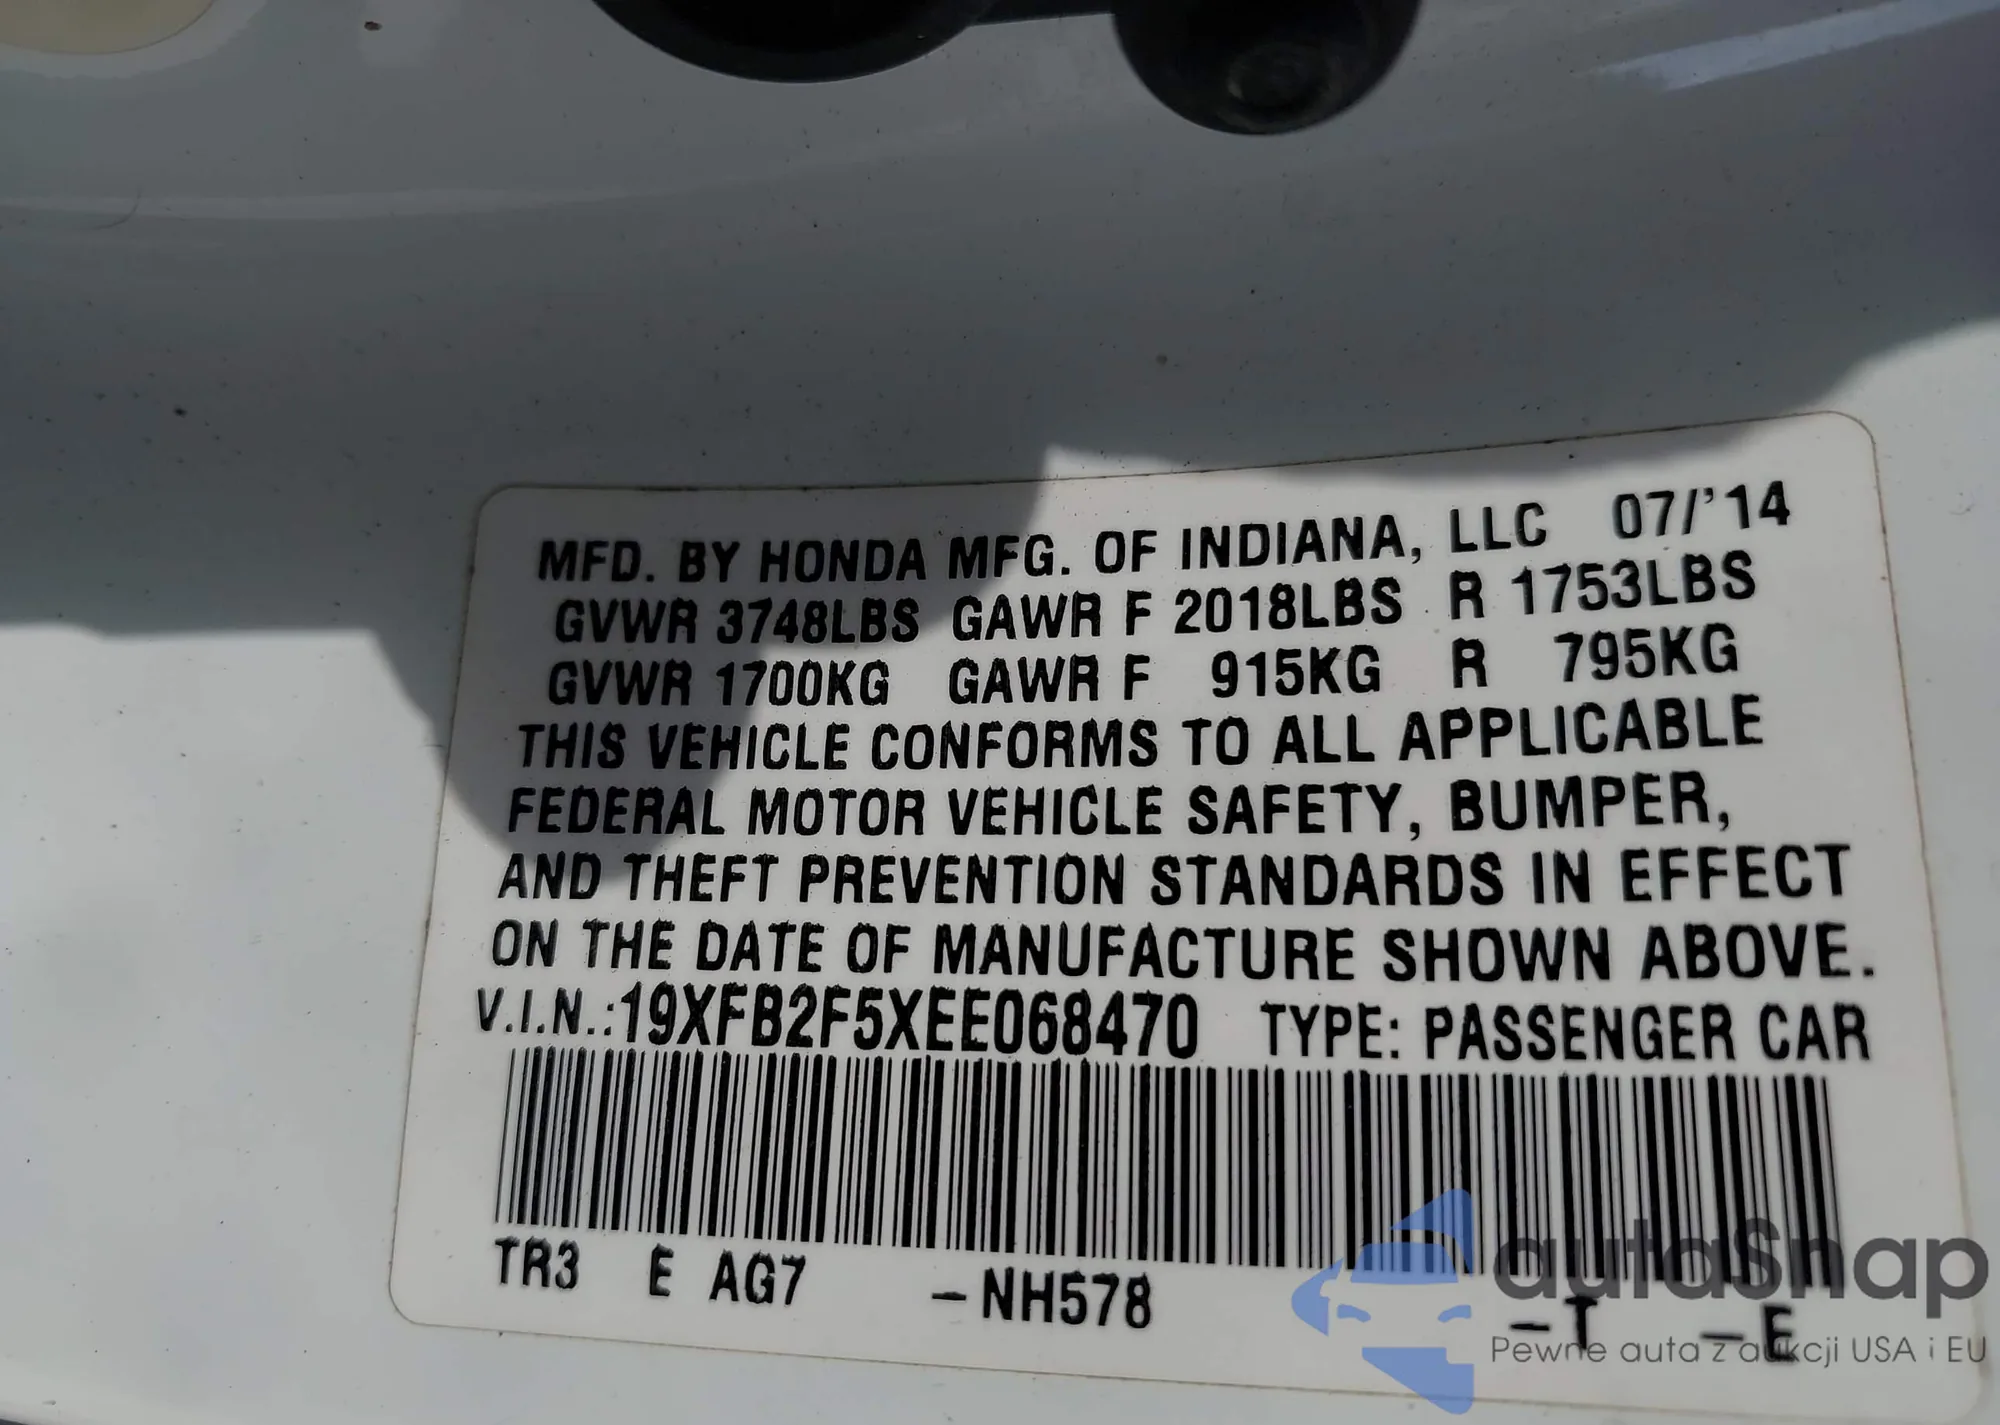 MFD. BY HONDA MFG. OF INDIANA, LLC 07/'14
GVWR 3748LBS GAWR F 2018LBS R 1753LBS
GVWR 1700KG GAWR F 915KG R 795KG
THIS VEHICLE CONFORMS TO ALL APPLICABLE
FEDERAL MOTOR VEHICLE SAFETY, BUMPER,
AND THEFT PREVENTION STANDARDS IN EFFECT
ON THE DATE OF MANUFACTURE SHOWN ABOVE.
V.I.N.:19XFB2F5XEE068470 TYPE: PASSENGER CAR
TR3 E AG7 -NH578 -T -E
autaSnap
Pewne auta z aukcji USA i EU